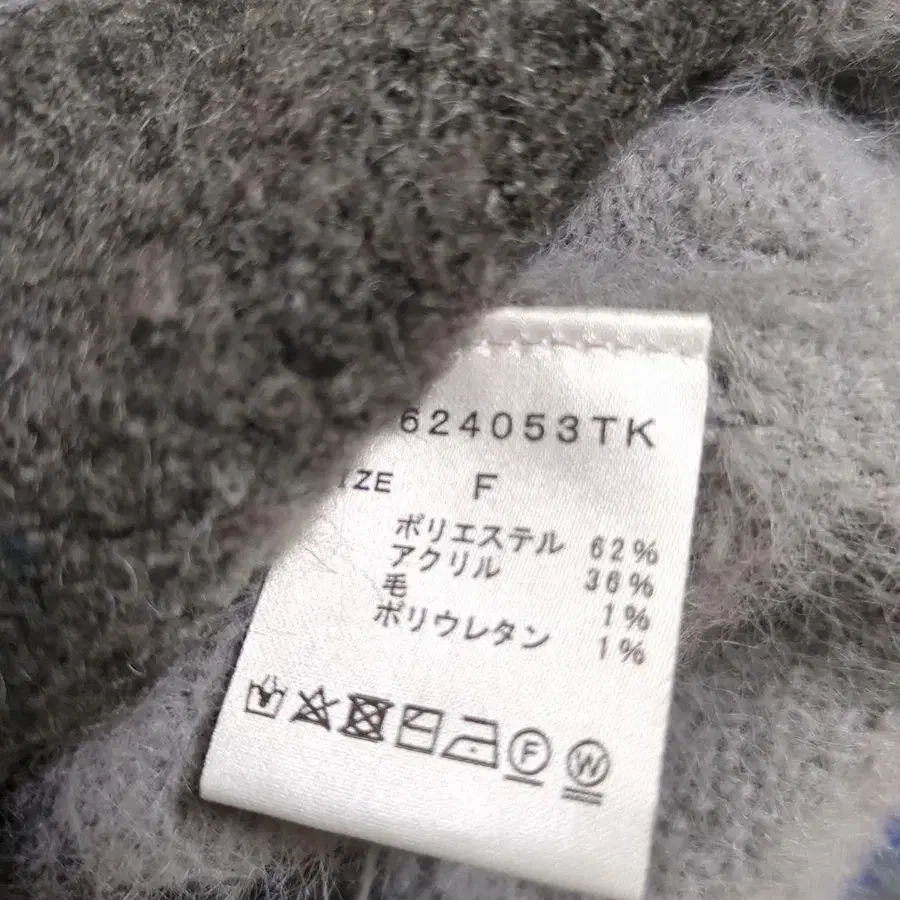 624053TK
IZE F
ポリエステル 62%
アクリル 36%
毛 1%
ポリウレタン 1%
F W